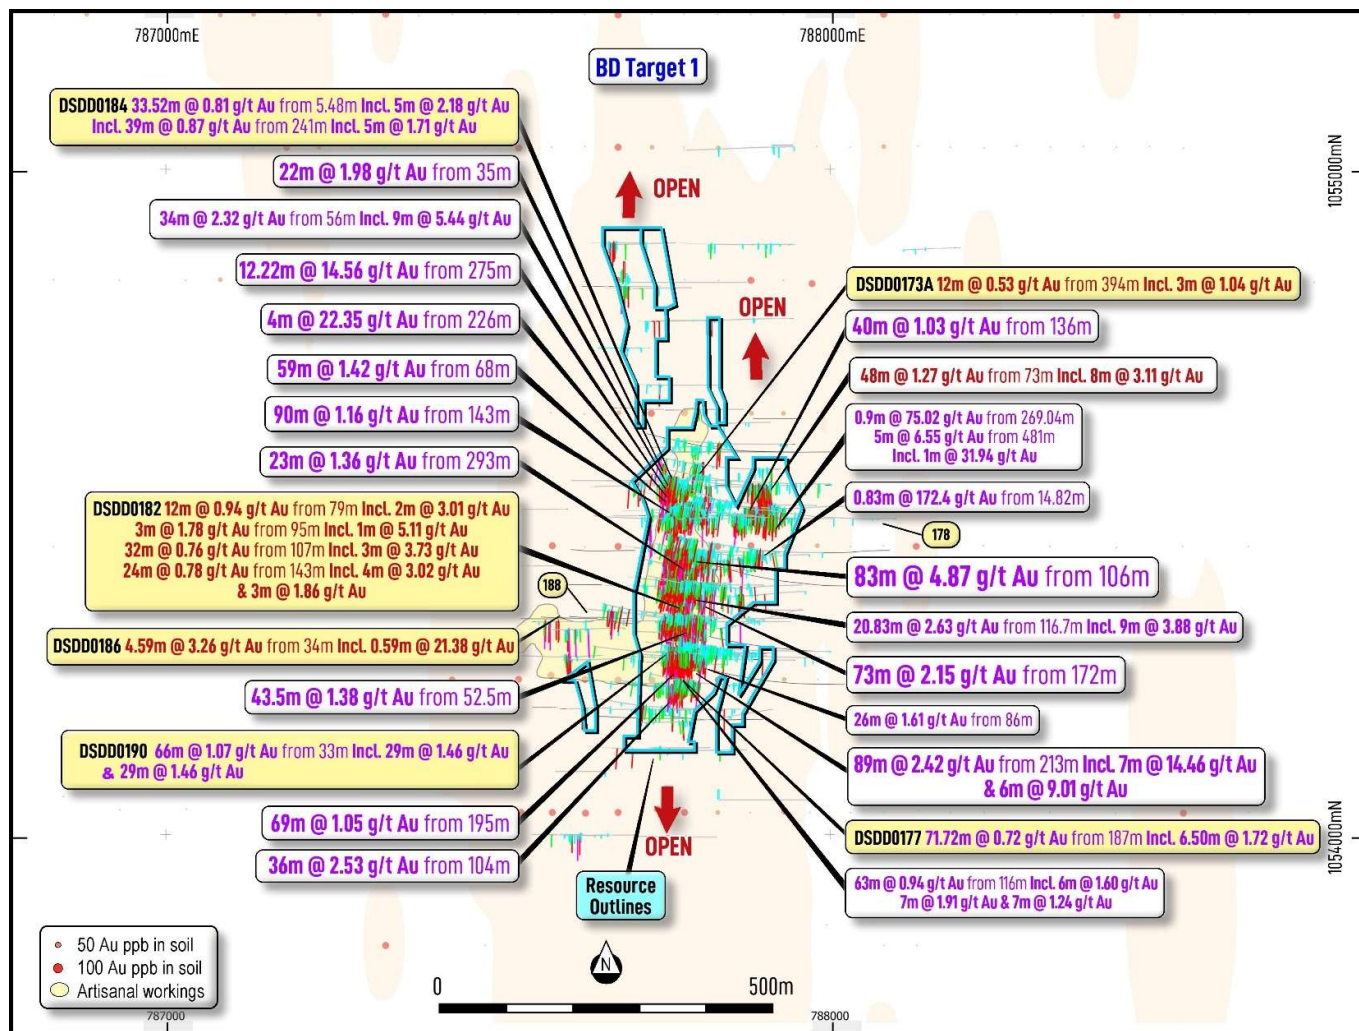 787000mE
788000mE
BD Target 1
DSDD0184 33.52m @ 0.81 g/t Au from 5.48m Incl. 5m @ 2.18 g/t Au
Incl. 39m @ 0.87 g/t Au from 241m Incl. 5m @ 1.71 g/t Au
22m @ 1.98 g/t Au from 35m
34m @ 2.32 g/t Au from 56m Incl. 9m @ 5.44 g/t Au
12.22m @ 14.56 g/t Au from 275m
4m @ 22.35 g/t Au from 226m
59m @ 1.42 g/t Au from 68m
90m @ 1.16 g/t Au from 143m
23m @ 1.36 g/t Au from 293m
DSDD0182 12m @ 0.94 g/t Au from 79m Incl. 2m @ 3.01 g/t Au
3m @ 1.78 g/t Au from 95m Incl. 1m @ 5.11 g/t Au
32m @ 0.76 g/t Au from 107m Incl. 3m @ 3.73 g/t Au
24m @ 0.78 g/t Au from 143m Incl. 4m @ 3.02 g/t Au
& 3m @ 1.86 g/t Au
188
DSDD0186 4.59m @ 3.26 g/t Au from 34m Incl. 0.59m @ 21.38 g/t Au
43.5m @ 1.38 g/t Au from 52.5m
DSDD0190 66m @ 1.07 g/t Au from 33m Incl. 29m @ 1.46 g/t Au
& 29m @ 1.46 g/t Au
69m @ 1.05 g/t Au from 195m
36m @ 2.53 g/t Au from 104m
OPEN
OPEN
OPEN
1055000mN
DSDD0173A 12m @ 0.53 g/t Au from 394m Incl. 3m @ 1.04 g/t Au
40m @ 1.03 g/t Au from 136m
48m @ 1.27 g/t Au from 73m Incl. 8m @ 3.11 g/t Au
0.9m @ 75.02 g/t Au from 269.04m
5m @ 6.55 g/t Au from 481m
Incl. 1m @ 31.94 g/t Au
0.83m @ 172.4 g/t Au from 14.82m
178
83m @ 4.87 g/t Au from 106m
20.83m @ 2.63 g/t Au from 116.7m Incl. 9m @ 3.88 g/t Au
73m @ 2.15 g/t Au from 172m
26m @ 1.61 g/t Au from 86m
89m @ 2.42 g/t Au from 213m Incl. 7m @ 14.46 g/t Au
& 6m @ 9.01 g/t Au
DSDD0177 71.72m @ 0.72 g/t Au from 187m Incl. 6.50m @ 1.72 g/t Au
63m @ 0.94 g/t Au from 116m Incl. 6m @ 1.60 g/t Au
7m @ 1.91 g/t Au & 7m @ 1.24 g/t Au
1054000mN
Resource
Outlines
50 Au ppb in soil
100 Au ppb in soil
Artisanal workings
N
0
500m
787000
788000